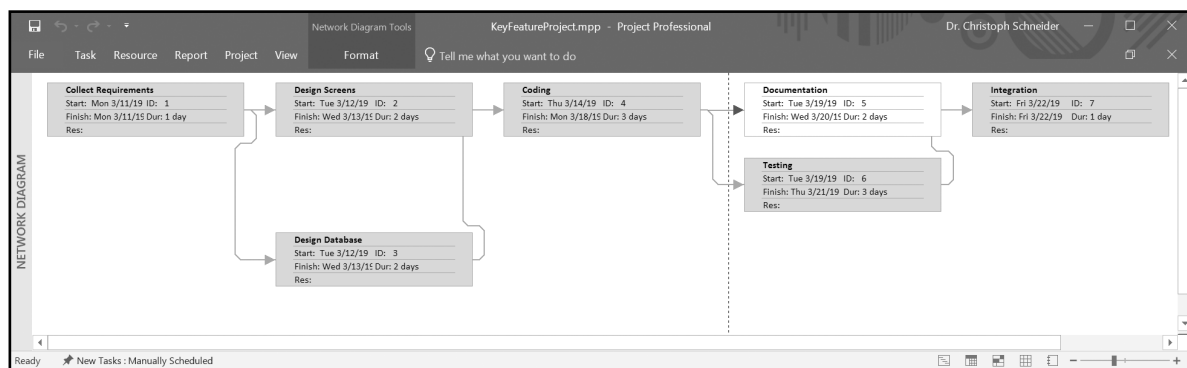 Network Diagram Tools
KeyFeatureProject.mpp - Project Professional
Dr. Christoph Schneider
File Task Resource Report Project View Format Tell me what you want to do
NETWORK DIAGRAM
Collect Requirements
Start: Mon 3/11/19 ID: 1
Finish: Mon 3/11/19 Dur: 1 day
Res:
Design Screens
Start: Tue 3/12/19 ID: 2
Finish: Wed 3/13/19 Dur: 2 days
Res:
Coding
Start: Thu 3/14/19 ID: 4
Finish: Mon 3/18/19 Dur: 3 days
Res:
Documentation
Start: Tue 3/19/19 ID: 5
Finish: Wed 3/20/19 Dur: 2 days
Res:
Integration
Start: Fri 3/22/19 ID: 7
Finish: Fri 3/22/19 Dur: 1 day
Res:
Testing
Start: Tue 3/19/19 ID: 6
Finish: Thu 3/21/19 Dur: 3 days
Res:
Design Database
Start: Tue 3/12/19 ID: 3
Finish: Wed 3/13/19 Dur: 2 days
Res:
Ready New Tasks : Manually Scheduled